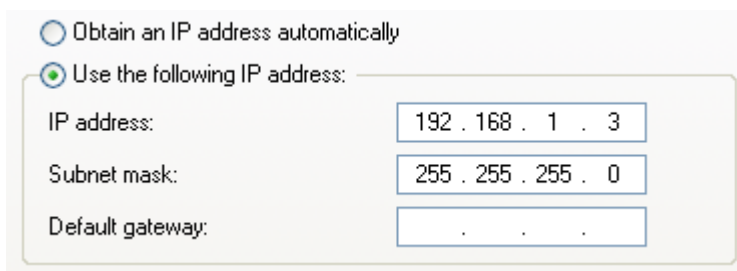 Obtain an IP address automatically
Use the following IP address:
IP address: 192 . 168 . 1 . 3
Subnet mask: 255 . 255 . 255 . 0
Default gateway: . . .